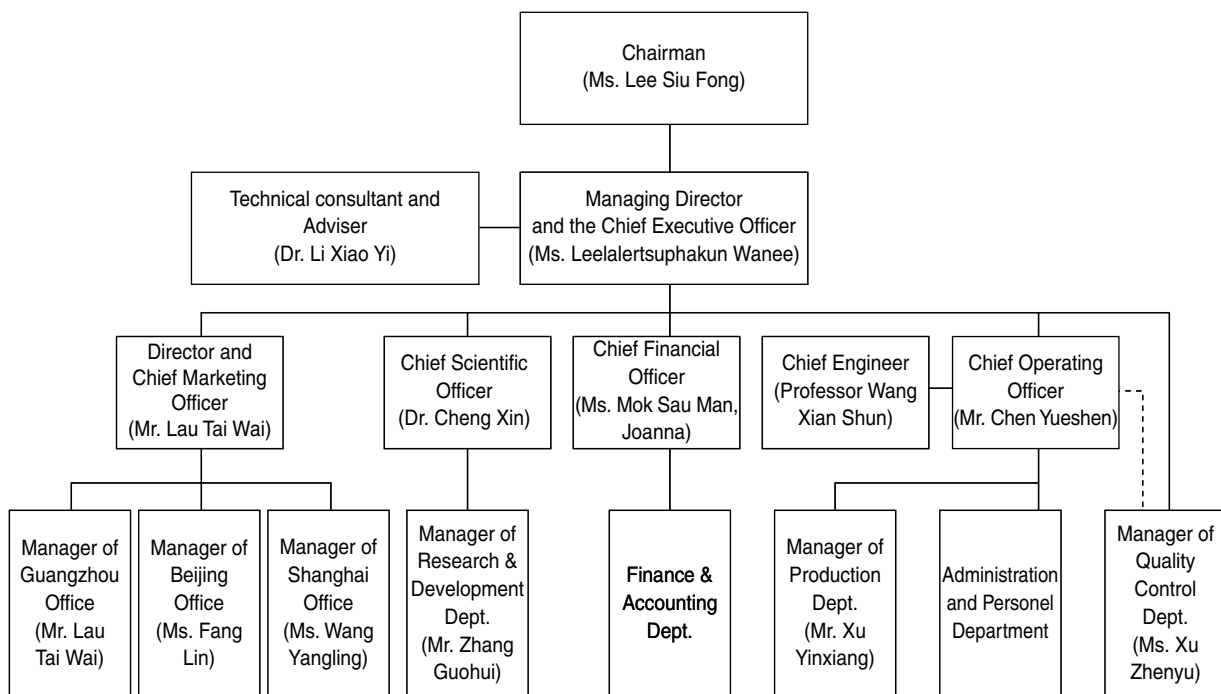 Chairman
(Ms. Lee Siu Fong)
Technical consultant and
Adviser
(Dr. Li Xiao Yi)
Managing Director
and the Chief Executive Officer
(Ms. Leelalertsuphakun Wanee)
Director and
Chief Marketing
Officer
(Mr. Lau Tai Wai)
Chief Scientific
Officer
(Dr. Cheng Xin)
Chief Financial
Officer
(Ms. Mok Sau Man,
Joanna)
Chief Engineer
(Professor Wang
Xian Shun)
Chief Operating
Officer
(Mr. Chen Yueshen)
Manager of
Guangzhou
Office
(Mr. Lau
Tai Wai)
Manager of
Beijing
Office
(Ms. Fang
Lin)
Manager of
Shanghai
Office
(Ms. Wang
Yangling)
Manager of
Research &
Development
Dept.
(Mr. Zhang
Guohui)
Finance &
Accounting
Dept.
Manager of
Production
Dept.
(Mr. Xu
Yinxiang)
Administration
and Personel
Department
Manager of
Quality
Control
Dept.
(Ms. Xu
Zhenyu)